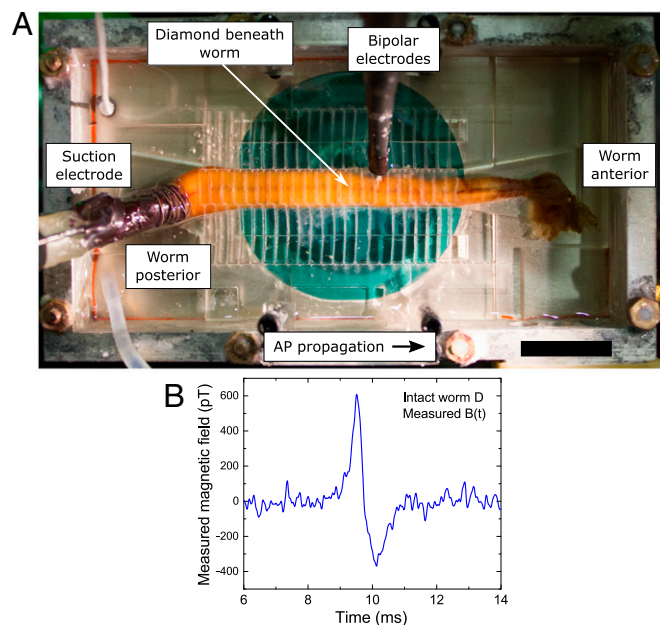 A
Diamond beneath
worm
Bipolar
electrodes
Suction
electrode
Worm
anterior
Worm
posterior
AP propagation
B
Measured magnetic field (pT)
600
400
200
0
-200
-400
Intact worm D
Measured B(t)
6
8
10
12
14
Time (ms)